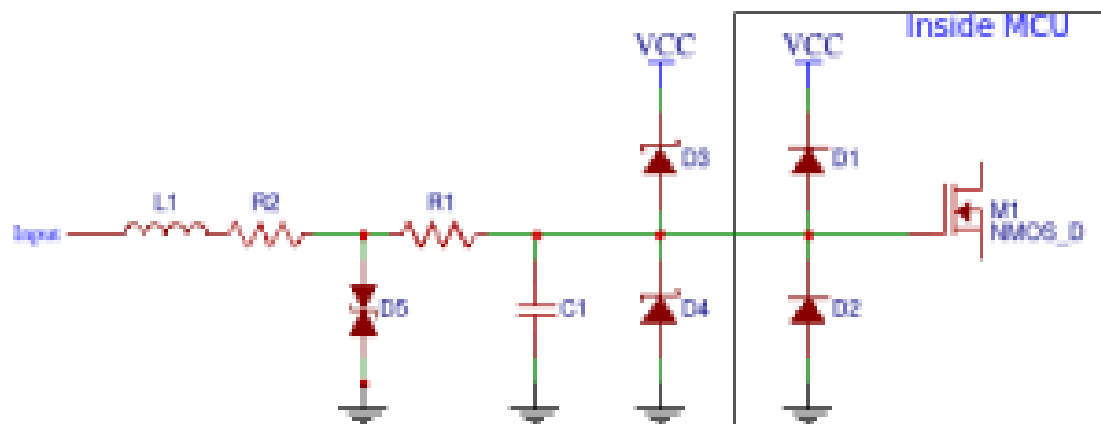 Inside MCU
VCC
VCC
D3
D1
L1
R2
R1
Input
M1
NMOS_D
D5
C1
D4
D2